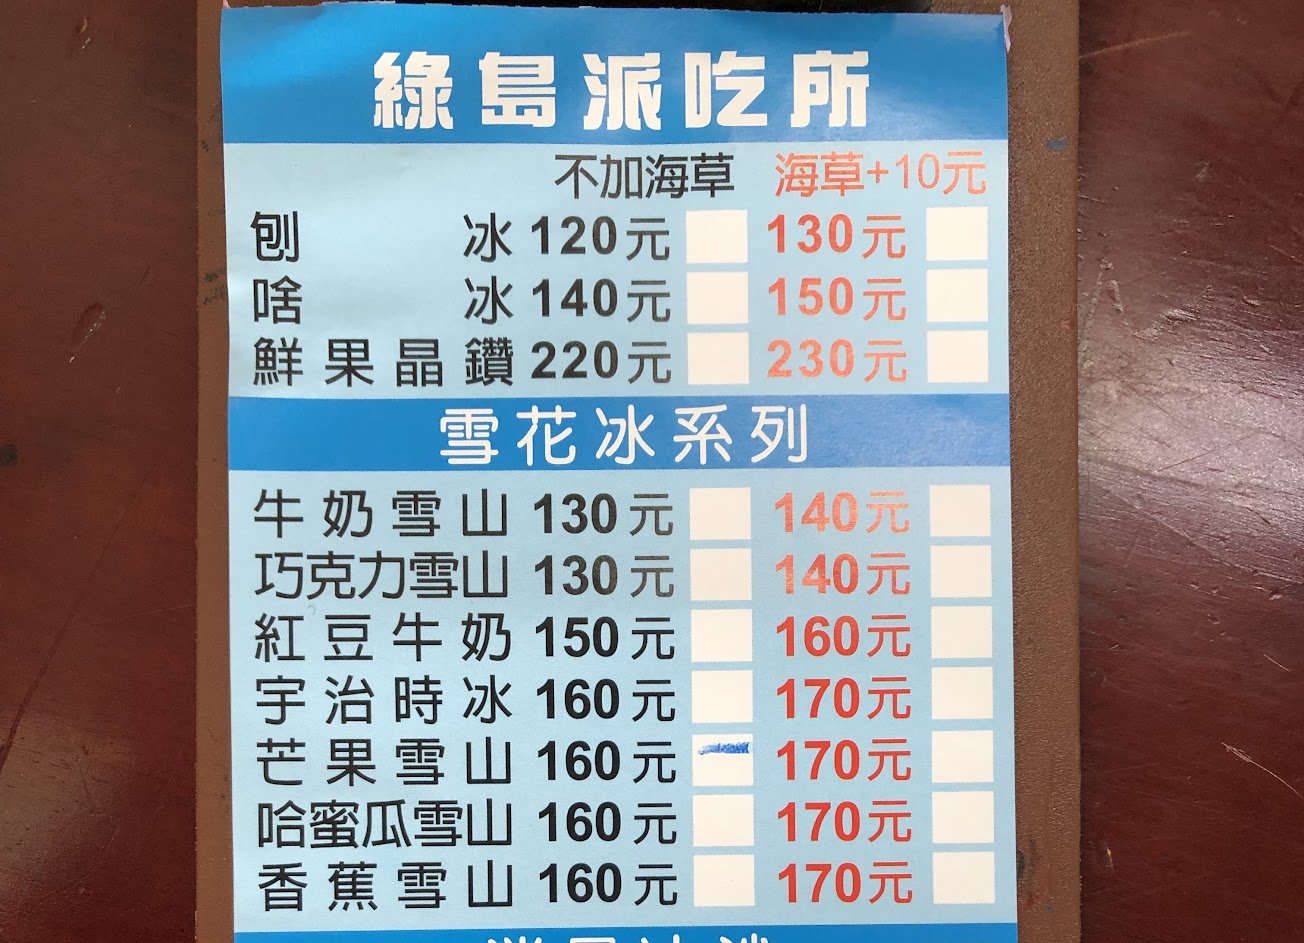 綠島派吃所
不加海草 海草+10元
刨冰 120元 130元
啥冰 140元 150元
鮮果晶鑽 220元 230元
雪花冰系列
牛奶雪山 130元 140元
巧克力雪山 130元 140元
紅豆牛奶 150元 160元
宇治時冰 160元 170元
芒果雪山 160元 170元
哈蜜瓜雪山 160元 170元
香蕉雪山 160元 170元